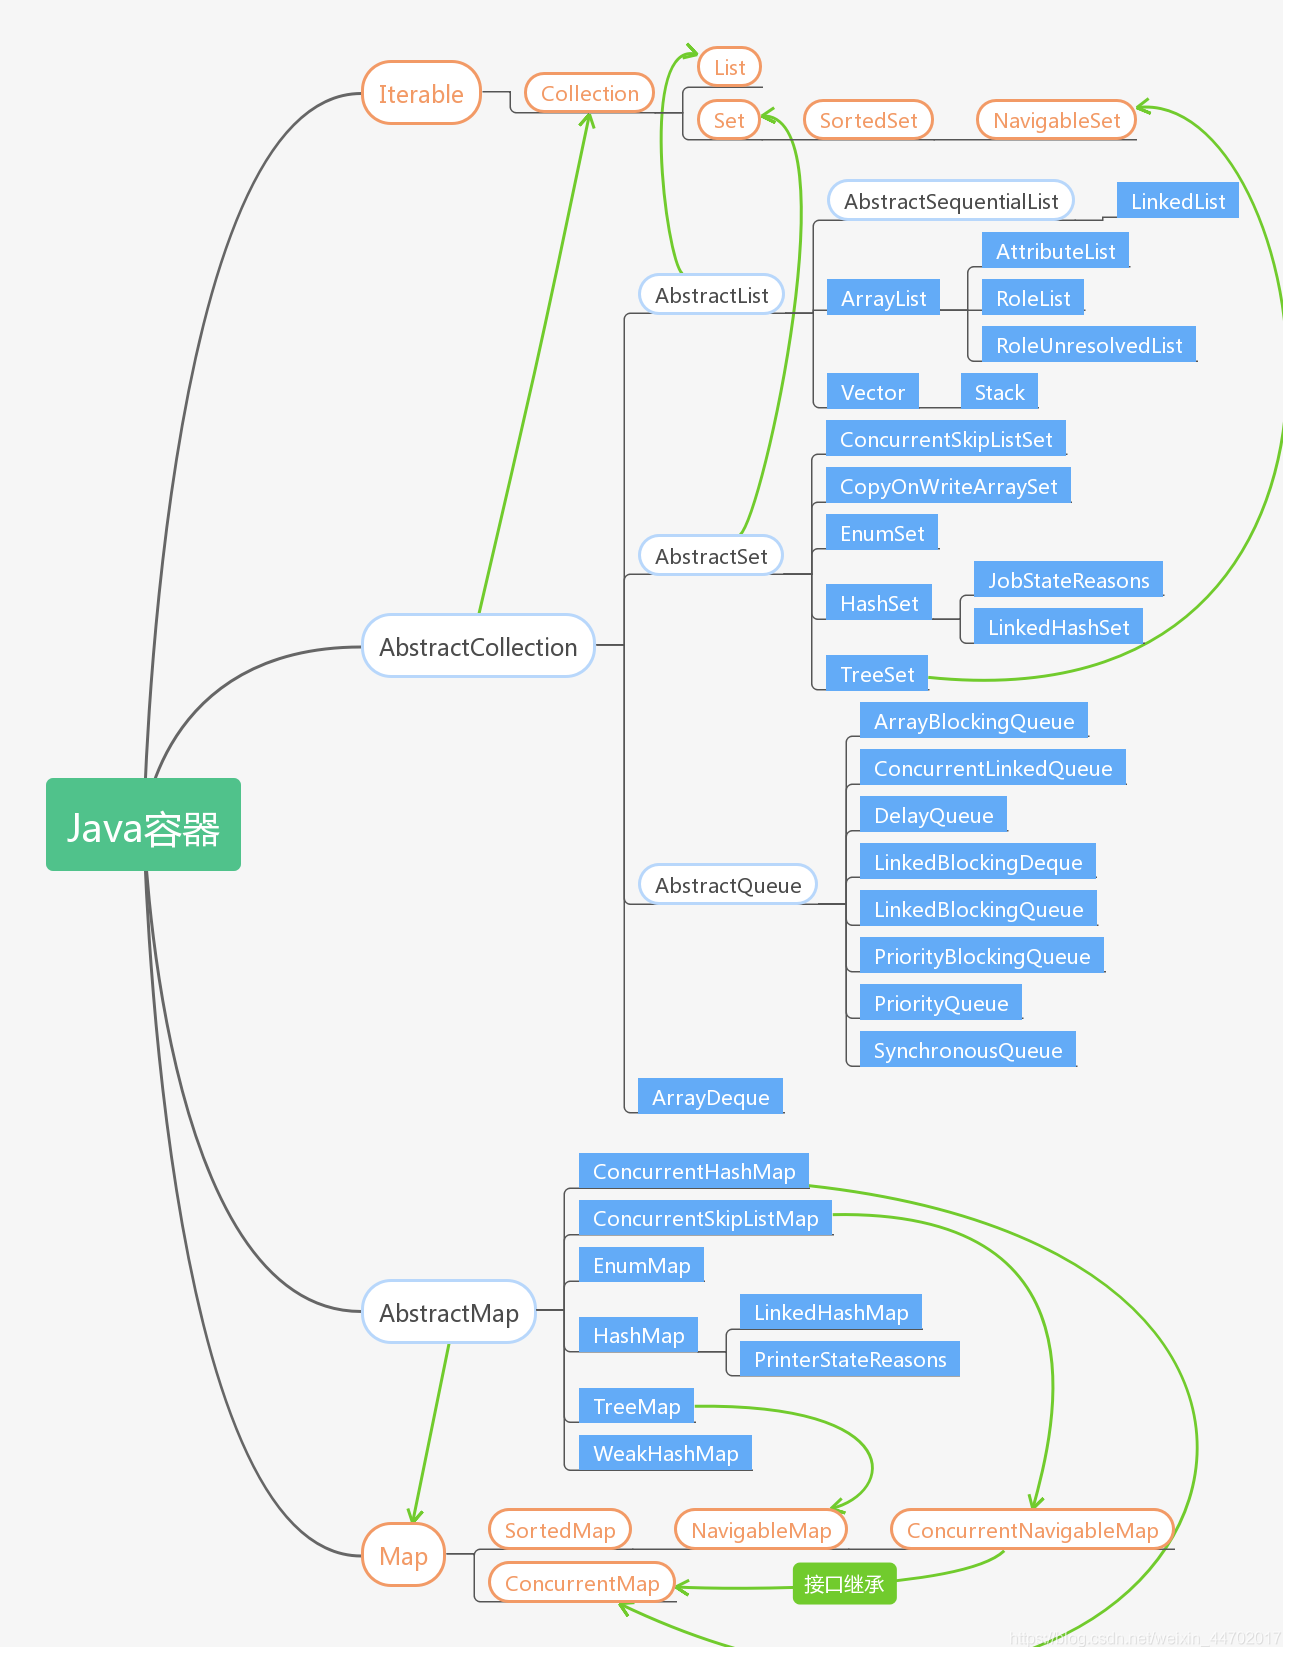 Iterable
Collection
List
Set
SortedSet
NavigableSet
AbstractSequentialList
LinkedList
AttributeList
AbstractList
ArrayList
RoleList
RoleUnresolvedList
Vector
Stack
ConcurrentSkipListSet
CopyOnWriteArraySet
EnumSet
AbstractSet
JobStateReasons
HashSet
LinkedHashSet
AbstractCollection
TreeSet
ArrayBlockingQueue
ConcurrentLinkedQueue
DelayQueue
Java容器
LinkedBlockingDeque
AbstractQueue
LinkedBlockingQueue
PriorityBlockingQueue
PriorityQueue
SynchronousQueue
ArrayDeque
ConcurrentHashMap
ConcurrentSkipListMap
EnumMap
AbstractMap
LinkedHashMap
HashMap
PrinterStateReasons
TreeMap
WeakHashMap
SortedMap
NavigableMap
ConcurrentNavigableMap
Map
ConcurrentMap
接口继承
https://blog.csdn.net/weixin_44702017